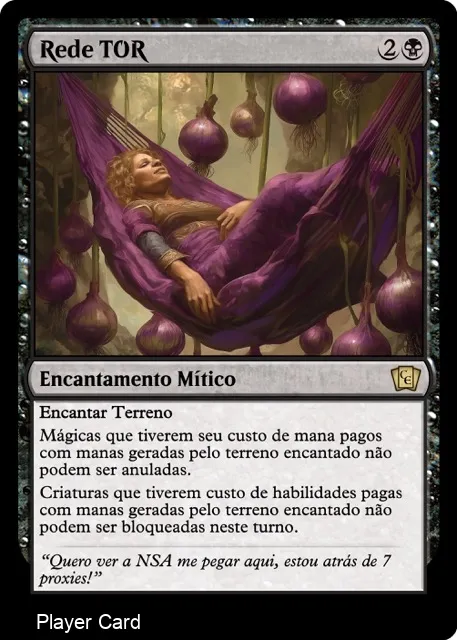 Rede TOR 2
Encantamento Mítico
Encantar Terreno
Mágicas que tiverem seu custo de mana pagos
com manas geradas pelo terreno encantado não
podem ser anuladas.
Criaturas que tiverem custo de habilidades pagas
com manas geradas pelo terreno encantado não
podem ser bloqueadas neste turno.
“Quero ver a NSA me pegar aqui, estou atrás de 7
proxies!”
Player Card